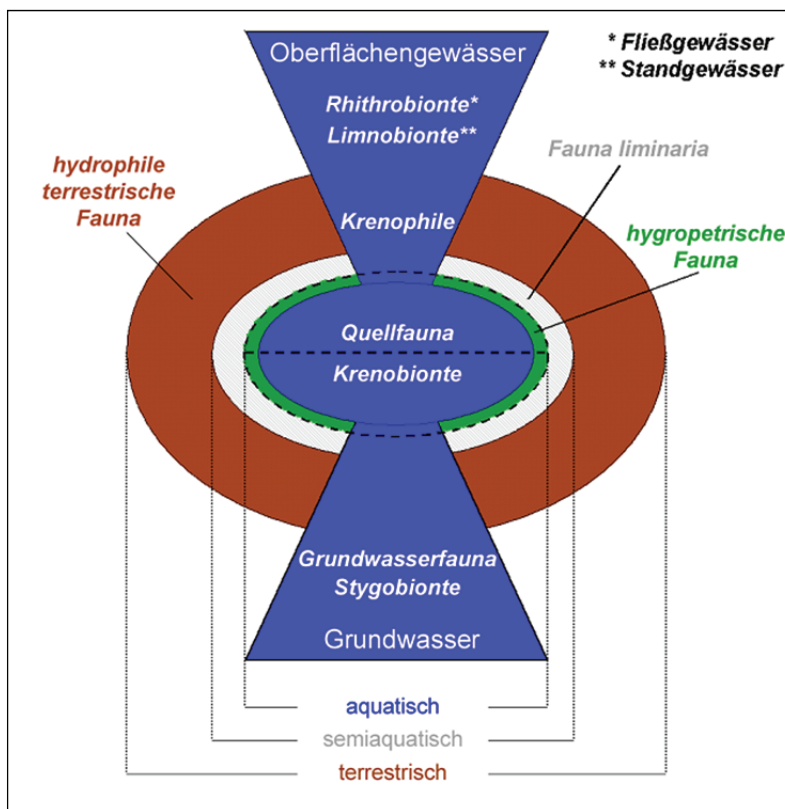 Oberflächengewässer
* Fließgewässer
** Standgewässer
Rhithrobionte*
Limnobionte**
Fauna liminaria
hydrophile
terrestrische
Fauna
Krenophile
hygropetrische
Fauna
Quellfauna
Krenobionte
Grundwasserfauna
Stygobionte
Grundwasser
aquatisch
semiaquatisch
terrestrisch